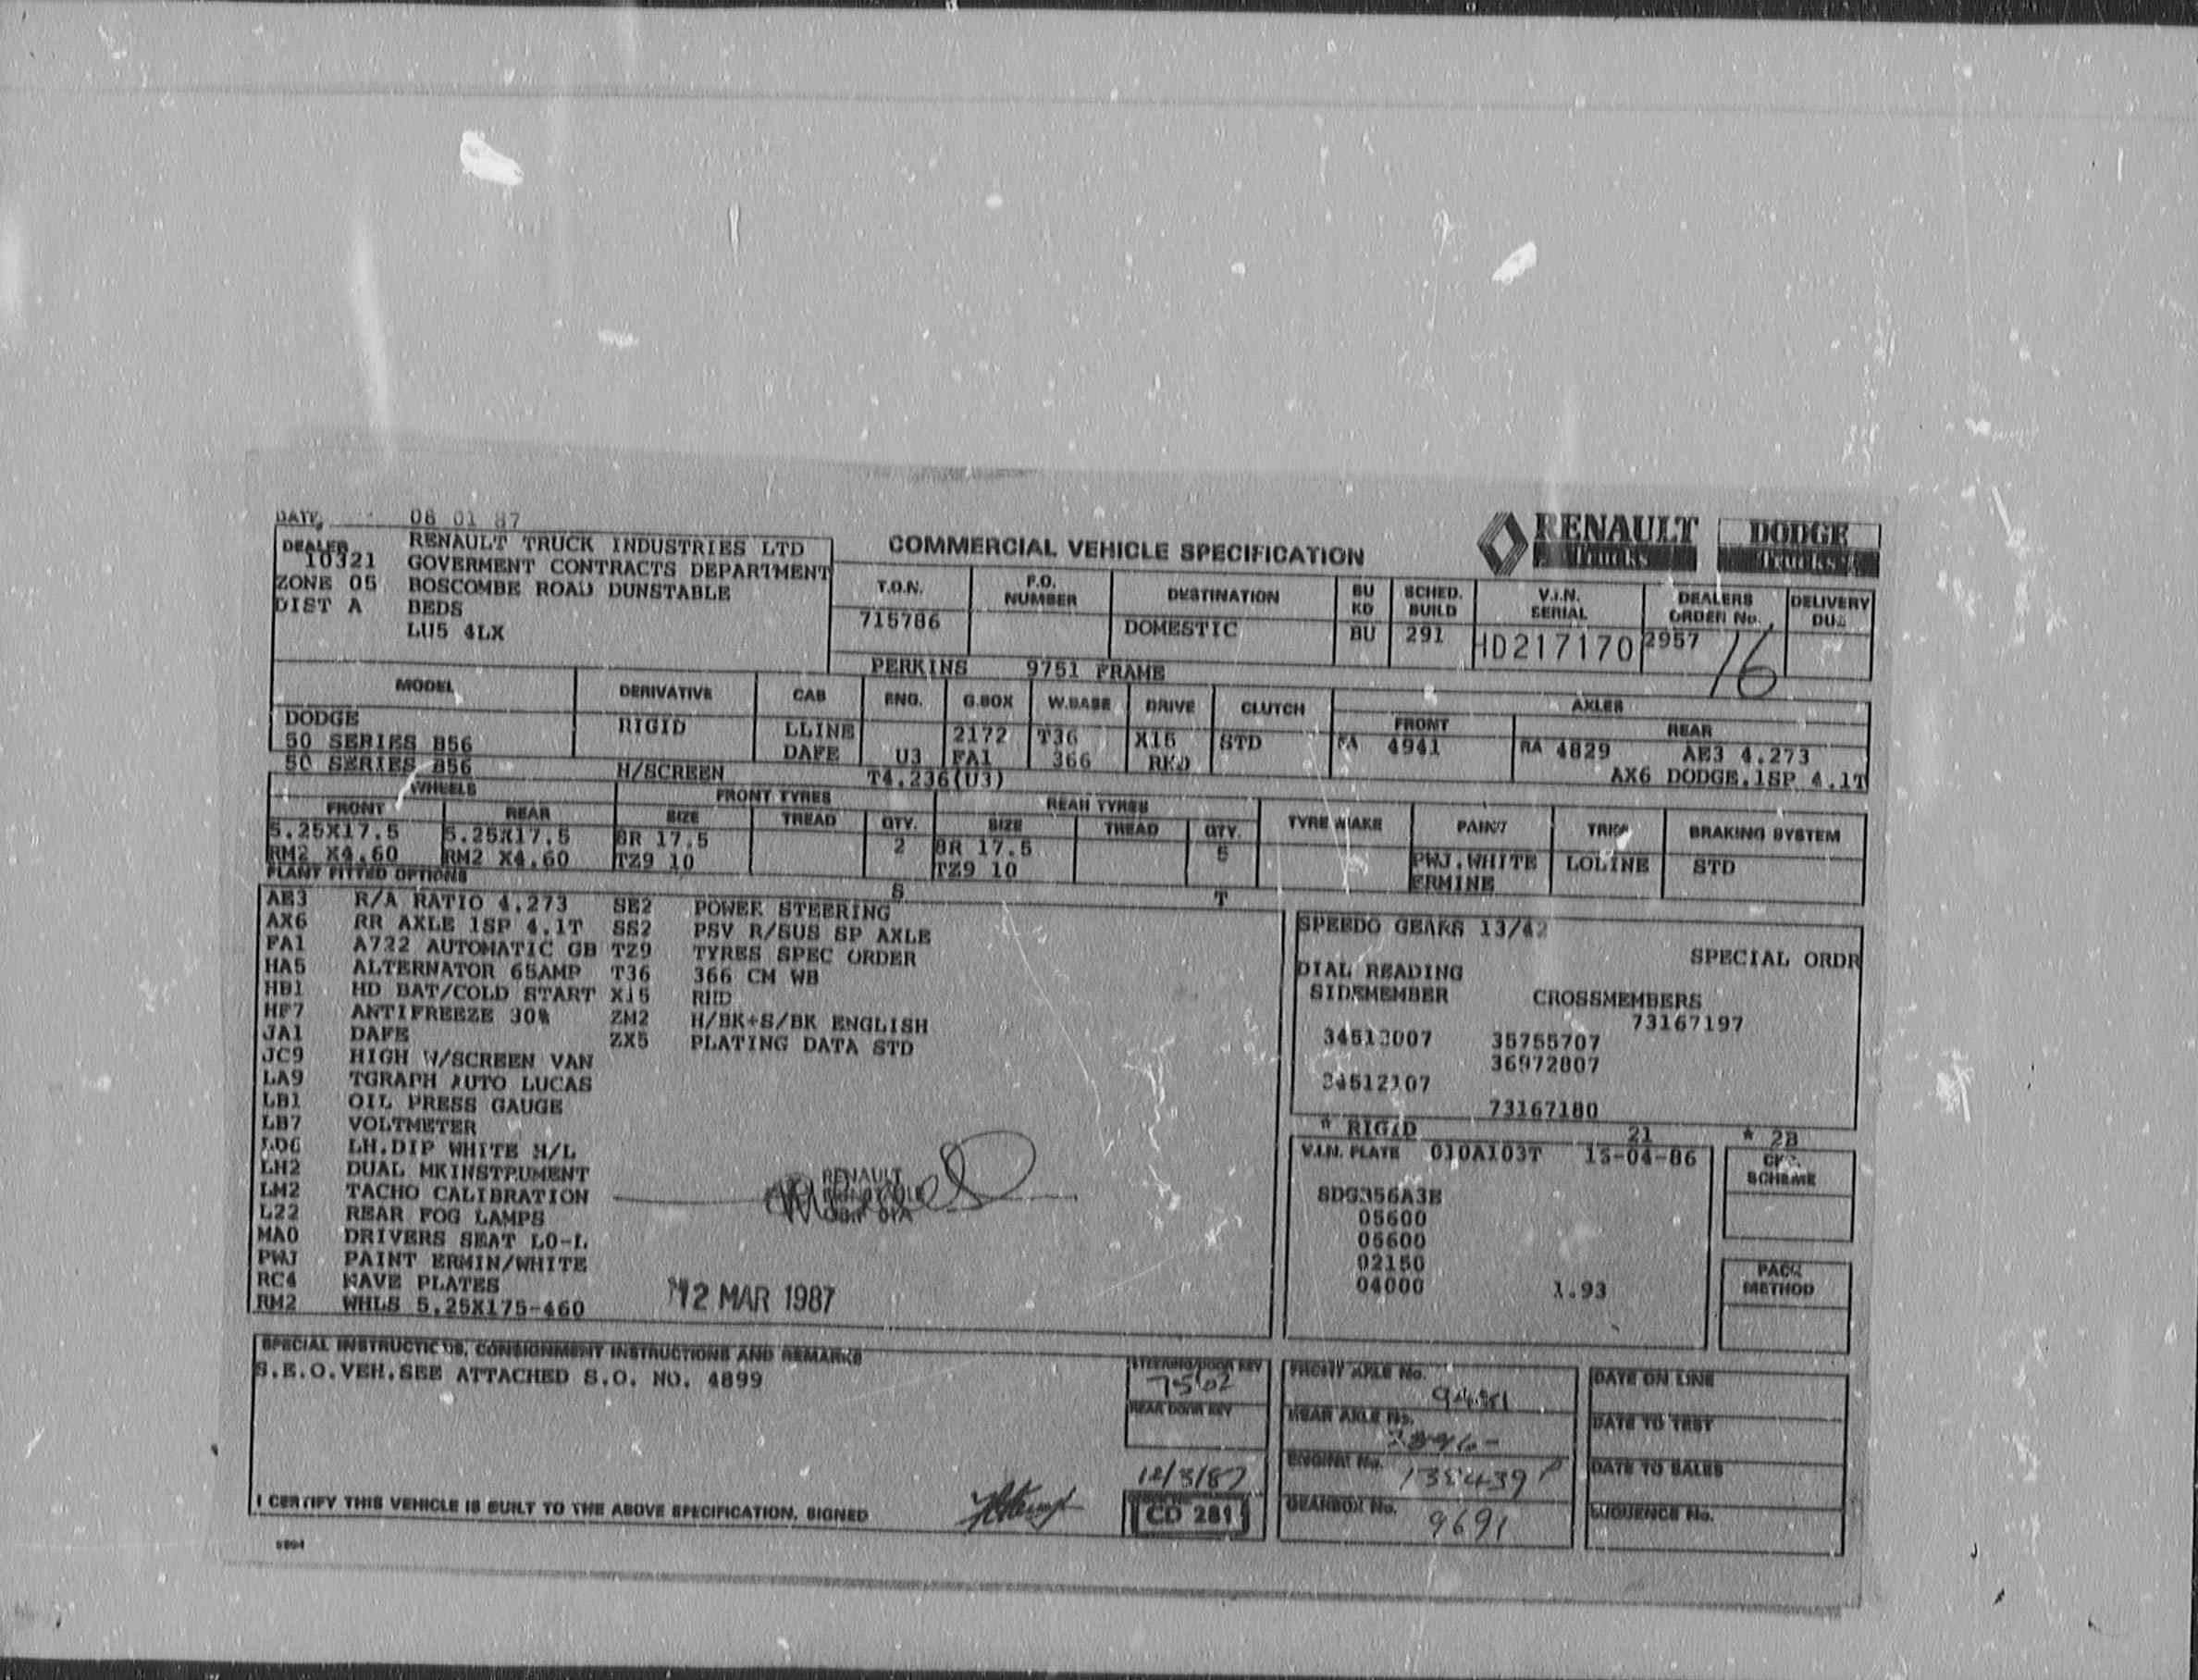 DATE 08 01 87
DEALER RENAULT TRUCK INDUSTRIES LTD
10321 GOVERMENT CONTRACTS DEPARTMENT
ZONE 05 BOSCOMBE ROAD DUNSTABLE
DIST A BEDS
LU5 4LX
COMMERCIAL VEHICLE SPECIFICATION
RENAULT Trucks DODGE Trucks
T.O.N. P.O. NUMBER DESTINATION BU KD SCHED. BUILD V.I.N. SERIAL DEALERS ORDER No. DELIVERY DUE
715786 DOMESTIC BU 291 HD217170 2957 16
PERKINS 9751 FRAME
MODEL DERIVATIVE CAB ENG. G.BOX W.BASE DRIVE CLUTCH AXLES
FRONT REAR
DODGE RIGID LLINE 2172 T36 X15 STD FA 4941 RA 4829 AE3 4.273
50 SERIES B56 DAFE U3 FA1 366 RHD
50 SERIES B56 H/SCREEN T4.236(U3) AX6 DODGE.1SP 4.1T
WHEELS FRONT TYRES REAR TYRES
FRONT REAR SIZE TREAD QTY. SIZE TREAD QTY. TYRE MAKE PAINT TRIM BRAKING SYSTEM
5.25X17.5 5.25X17.5 8R 17.5 2 8R 17.5 5 PWJ.WHITE LOLINE STD
RM2 X4.60 RM2 X4.60 TZ9 10 TZ9 10 ERMINE
PLANT FITTED OPTIONS S T
AE3 R/A RATIO 4.273 SE2 POWER STEERING
AX6 RR AXLE 1SP 4.1T SS2 PSV R/SUS SP AXLE
FA1 A722 AUTOMATIC GB TZ9 TYRES SPEC ORDER
HA5 ALTERNATOR 65AMP T36 366 CM WB
HB1 HD BAT/COLD START X15 RHD
HF7 ANTIFREEZE 30% ZM2 H/BK+S/BK ENGLISH
JA1 DAFE ZX5 PLATING DATA STD
JC9 HIGH W/SCREEN VAN
LA9 TGRAPH AUTO LUCAS
LB1 OIL PRESS GAUGE
LB7 VOLTMETER
LD6 LH.DIP WHITE H/L
LH2 DUAL MKINSTRUMENT
LM2 TACHO CALIBRATION
L22 REAR FOG LAMPS
MA0 DRIVERS SEAT LO-L
PWJ PAINT ERMIN/WHITE
RC4 NAVE PLATES
RM2 WHLS 5.25X175-460
RENAULT
12 MAR 1987
SPEEDO GEARS 13/42
SPECIAL ORDR
DIAL READING
SIDEMEMBER CROSSMEMBERS
73167197
34513007 35755707
36972807
34512107
73167180
* RIGID 21 * 2B
V.I.N. PLATE 010A103T 15-04-86
SDG356A3B
05600
05600
02150
04000 1.93
SCHEME
PACK METHOD
SPECIAL INSTRUCTIONS, CONSIGNMENT INSTRUCTIONS AND REMARKS
S.E.O.VEH.SEE ATTACHED S.O. NO. 4899
STEERING/DOOR KEY
7502
REAR DOOR KEY
12/3/87
CD 281
FRONT AXLE No.
REAR AXLE No.
ENGINE No.
GEARBOX No. 9691
DATE ON LINE
DATE TO TEST
DATE TO SALES
SEQUENCE No.
I CERTIFY THIS VEHICLE IS BUILT TO THE ABOVE SPECIFICATION. SIGNED